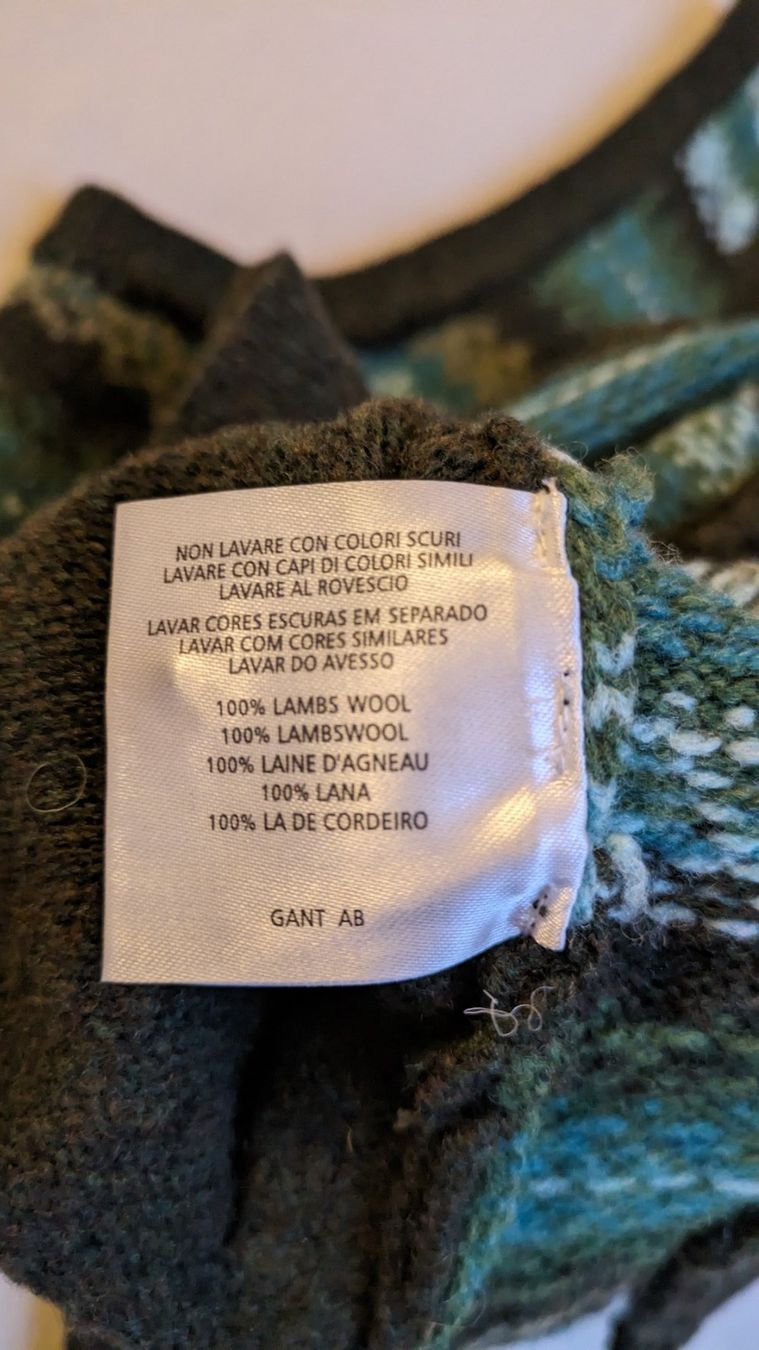 NON LAVARE CON COLORI SCURI
LAVARE CON CAPI DI COLORI SIMILI
LAVARE AL ROVESCIO
LAVAR CORES ESCURAS EM SEPARADO
LAVAR COM CORES SIMILARES
LAVAR DO AVESSO
100% LAMBS WOOL
100% LAMBSWOOL
100% LAINE D'AGNEAU
100% LANA
100% LA DE CORDEIRO
GANT AB